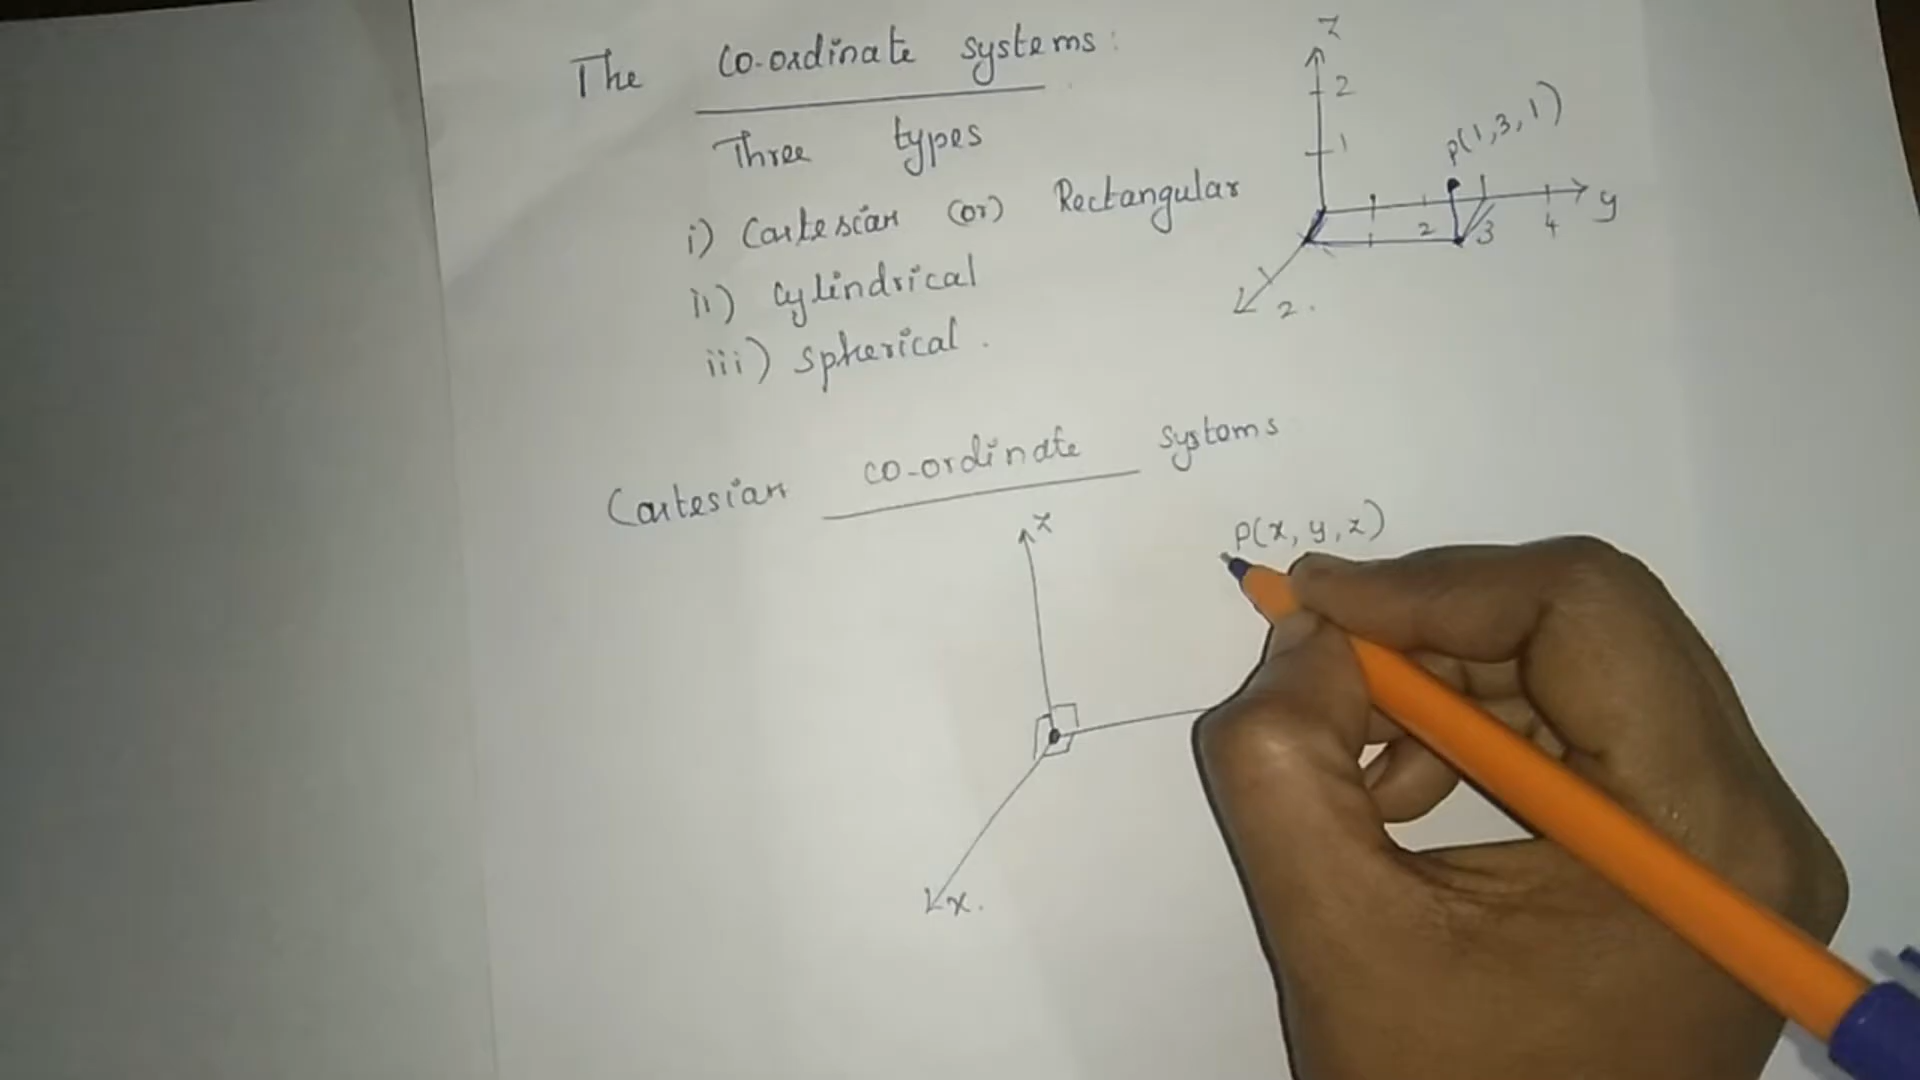 The co-ordinate systems:
Three types
i) Cartesian (or) Rectangular
ii) cylindrical
iii) spherical.
z
2
1
P(1,3,1)
2 3 4 y
2.
Cartesian co-ordinate systems
z
P(x, y, z)
x.